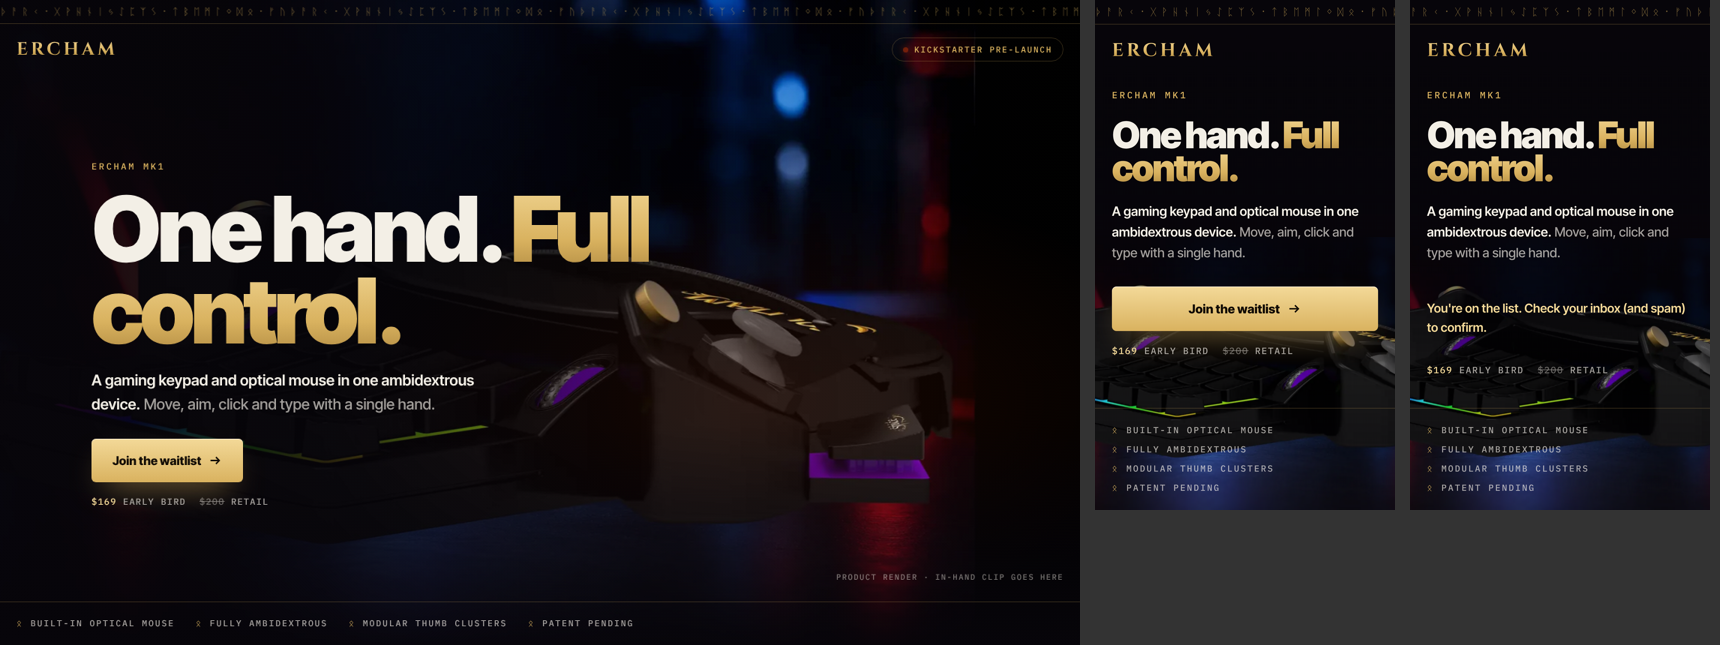 ERCHAM
KICKSTARTER PRE-LAUNCH
ERCHAM MK1
One hand. Full
control.
A gaming keypad and optical mouse in one ambidextrous
device. Move, aim, click and type with a single hand.
Join the waitlist →
$169 EARLY BIRD $200 RETAIL
PRODUCT RENDER · IN-HAND CLIP GOES HERE
BUILT-IN OPTICAL MOUSE
FULLY AMBIDEXTROUS
MODULAR THUMB CLUSTERS
PATENT PENDING
ERCHAM
ERCHAM MK1
One hand. Full
control.
A gaming keypad and optical mouse in one
ambidextrous device. Move, aim, click and
type with a single hand.
Join the waitlist →
$169 EARLY BIRD $200 RETAIL
BUILT-IN OPTICAL MOUSE
FULLY AMBIDEXTROUS
MODULAR THUMB CLUSTERS
PATENT PENDING
ERCHAM
ERCHAM MK1
One hand. Full
control.
A gaming keypad and optical mouse in one
ambidextrous device. Move, aim, click and
type with a single hand.
You're on the list. Check your inbox (and spam)
to confirm.
$169 EARLY BIRD $200 RETAIL
BUILT-IN OPTICAL MOUSE
FULLY AMBIDEXTROUS
MODULAR THUMB CLUSTERS
PATENT PENDING